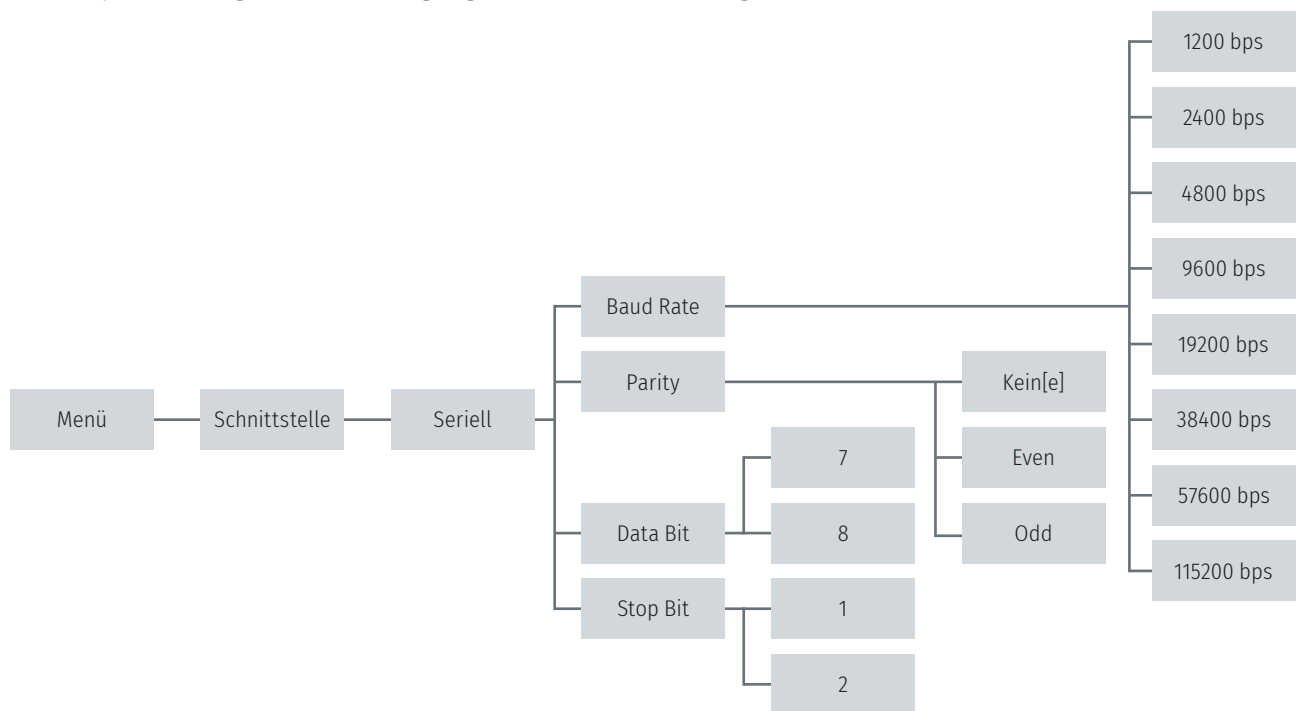 Menü
Schnittstelle
Seriell
Baud Rate
1200 bps
2400 bps
4800 bps
9600 bps
19200 bps
38400 bps
57600 bps
115200 bps
Parity
Kein[e]
Even
Odd
Data Bit
7
8
Stop Bit
1
2